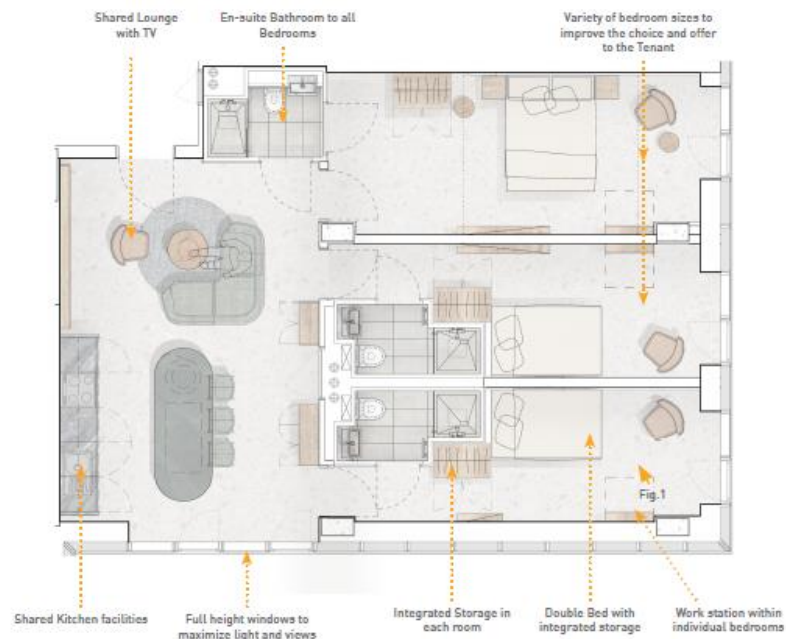 Shared Lounge
with TV
En-suite Bathroom to all
Bedrooms
Variety of bedroom sizes to
improve the choice and offer
to the Tenant
Fig.1
Shared Kitchen facilities
Full height windows to
maximize light and views
Integrated Storage in
each room
Double Bed with
integrated storage
Work station within
individual bedrooms